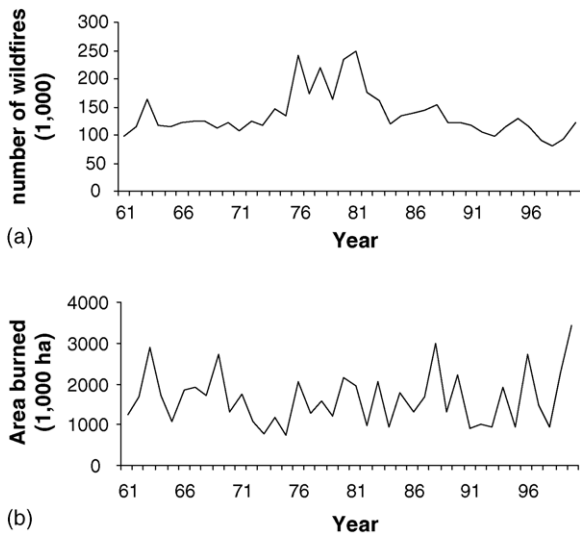 number of wildfires
(1,000)
300
250
200
150
100
50
0
61 66 71 76 81 86 91 96
Year
(a)
Area burned
(1,000 ha)
4000
3000
2000
1000
0
61 66 71 76 81 86 91 96
Year
(b)